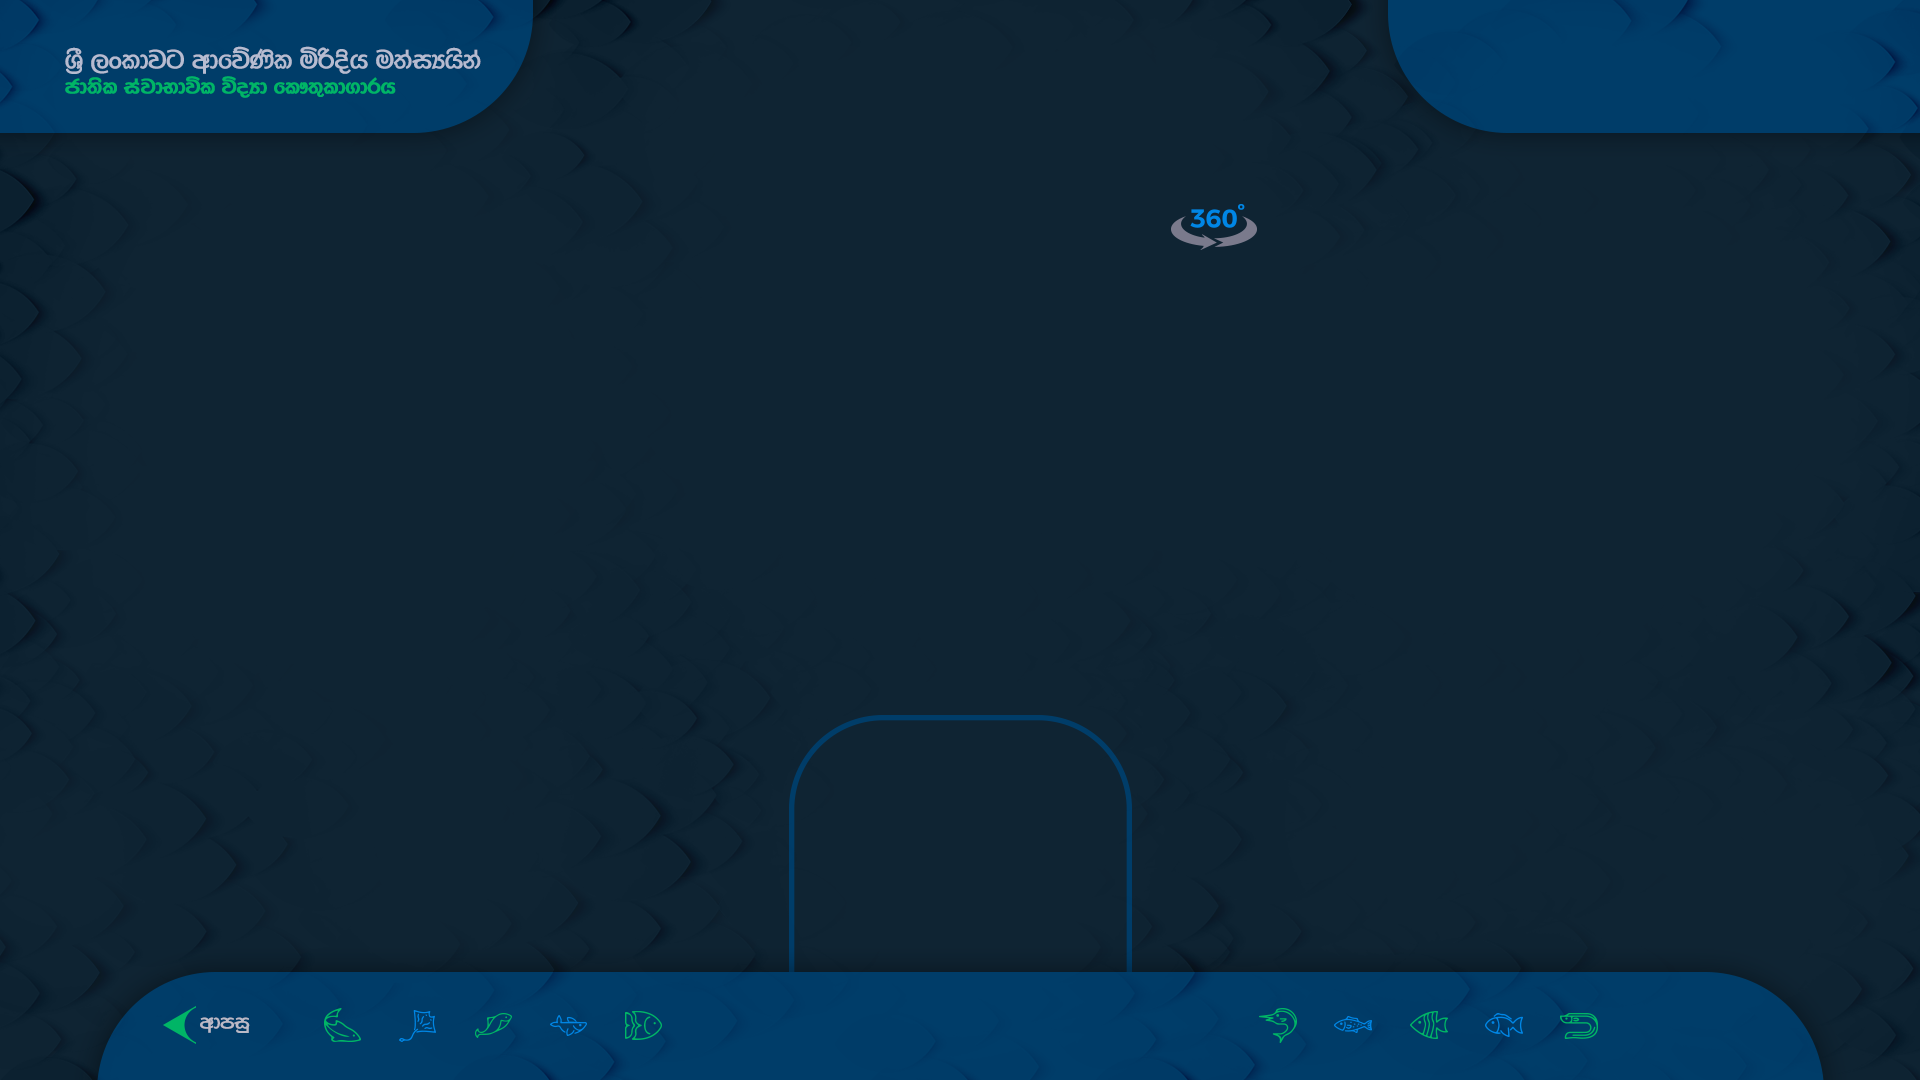 ශ්‍රී ලංකාවට ආවේණික මිරිදිය මත්ස්‍යයින්
ජාතික ස්වාභාවික විද්‍යා කෞතුකාගාරය
360°
ආපසු